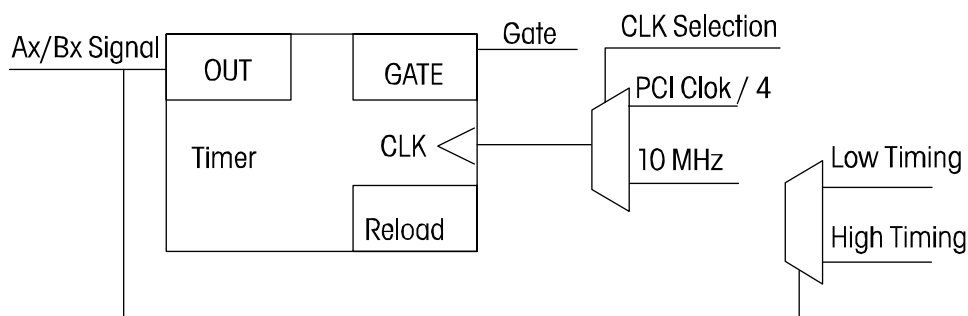 Ax/Bx Signal
OUT
GATE
Gate
CLK Selection
PCI Clok / 4
Timer
CLK
10 MHz
Low Timing
Reload
High Timing